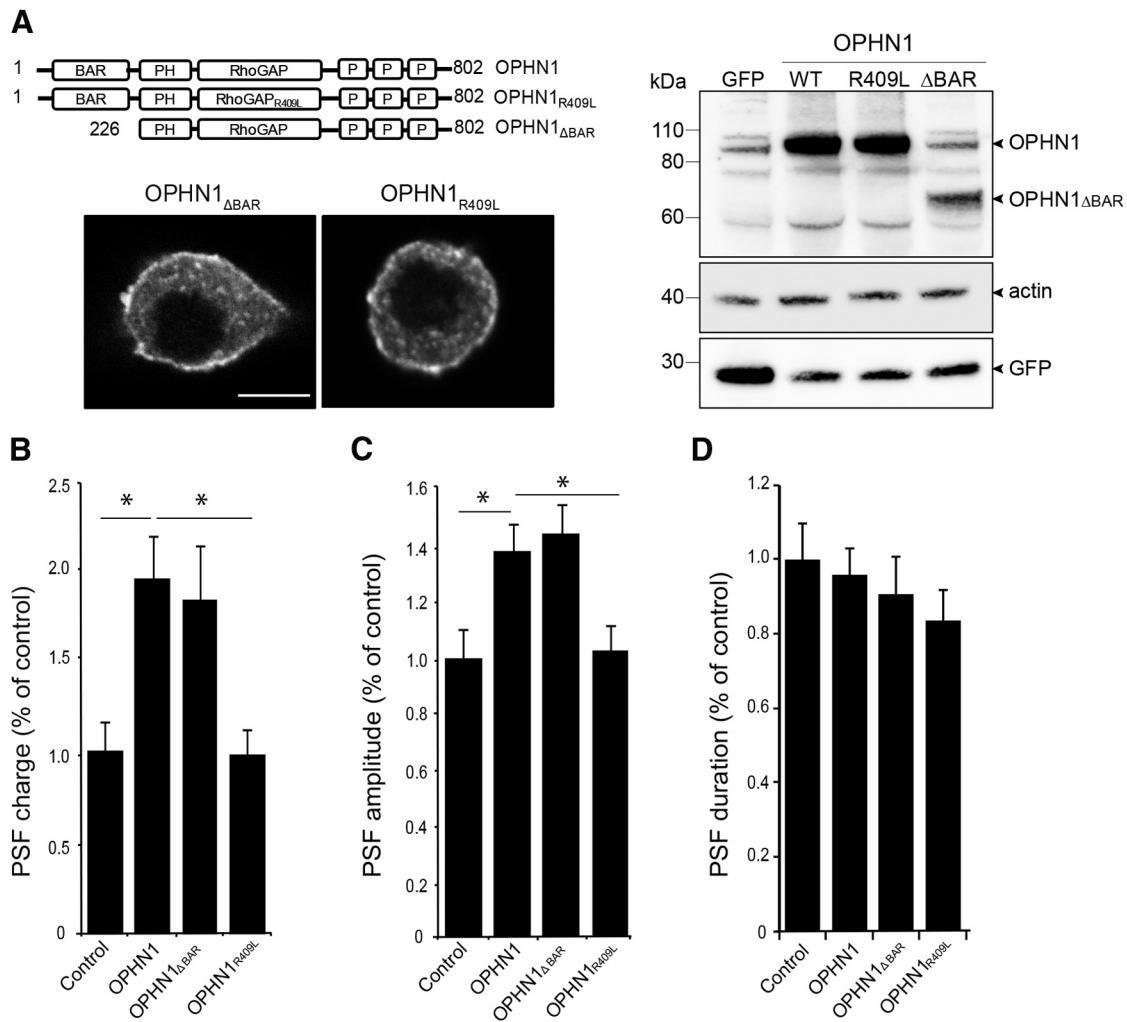 A
1 BAR PH RhoGAP P P P 802 OPHN1
1 BAR PH RhoGAPR409L P P P 802 OPHN1R409L
226 PH RhoGAP P P P 802 OPHN1ΔBAR
OPHN1ΔBAR OPHN1R409L
OPHN1
kDa GFP WT R409L ΔBAR
110
80
60
OPHN1
OPHN1ΔBAR
40
actin
30
GFP
B
PSF charge (% of control)
2.5
2.0
1.5
1.0
0.5
0
* *
Control OPHN1 OPHN1ΔBAR OPHN1R409L
C
PSF amplitude (% of control)
1.6
1.4
1.2
1.0
0.8
0.6
0.4
0.2
0
* *
Control OPHN1 OPHN1ΔBAR OPHN1R409L
D
PSF duration (% of control)
1.2
1.0
0.8
0.6
0.4
0.2
0
Control OPHN1 OPHN1ΔBAR OPHN1R409L